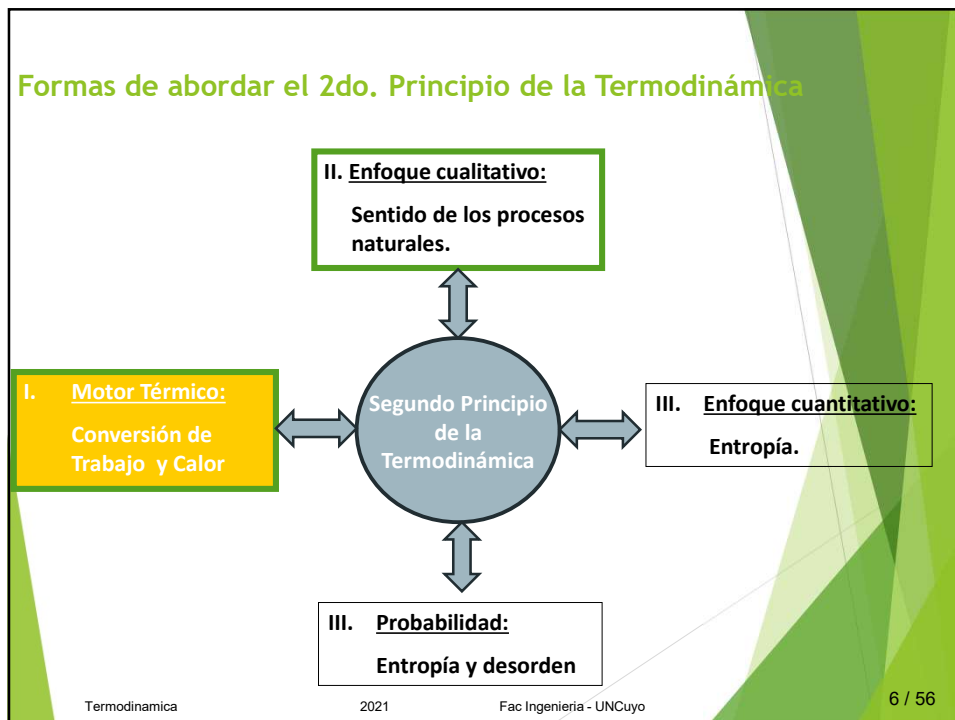 Formas de abordar el 2do. Principio de la Termodinámica
II. Enfoque cualitativo:
Sentido de los procesos
naturales.
I. Motor Térmico:
Conversión de
Trabajo y Calor
Segundo Principio
de la
Termodinámica
III. Enfoque cuantitativo:
Entropía.
III. Probabilidad:
Entropía y desorden
Termodinamica 2021 Fac Ingenieria - UNCuyo 6 / 56